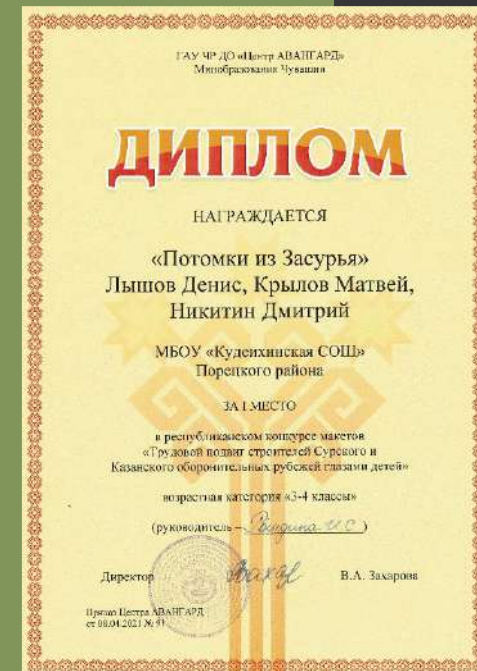 ГАУ ЧР ДО «Центр АВАНГАРД»
Минобразования Чувашии
ДИПЛОМ
НАГРАЖДАЕТСЯ
«Потомки из Засурья»
Лышов Денис, Крылов Матвей,
Никитин Дмитрий
МБОУ «Кудеихинская СОШ»
Порецкого района
ЗА I МЕСТО
в республиканском конкурсе макетов
«Трудовой подвиг строителей Сурского и
Казанского оборонительных рубежей глазами детей»
возрастная категория «3-4 классы»
(руководитель – И.С.)
Директор В.А. Захарова
Приказ Центра АВАНГАРД
от 08.04.2021 № 91